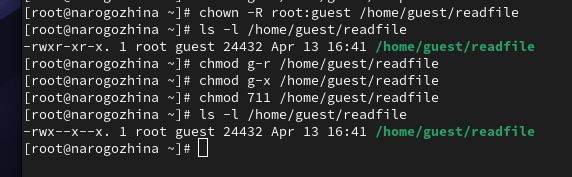 [root@narogozhina ~]# chown -R root:guest /home/guest/readfile
[root@narogozhina ~]# ls -l /home/guest/readfile
-rwxr-xr-x. 1 root guest 24432 Apr 13 16:41 /home/guest/readfile
[root@narogozhina ~]# chmod g-r /home/guest/readfile
[root@narogozhina ~]# chmod g-x /home/guest/readfile
[root@narogozhina ~]# chmod 711 /home/guest/readfile
[root@narogozhina ~]# ls -l /home/guest/readfile
-rwx--x--x. 1 root guest 24432 Apr 13 16:41 /home/guest/readfile
[root@narogozhina ~]#